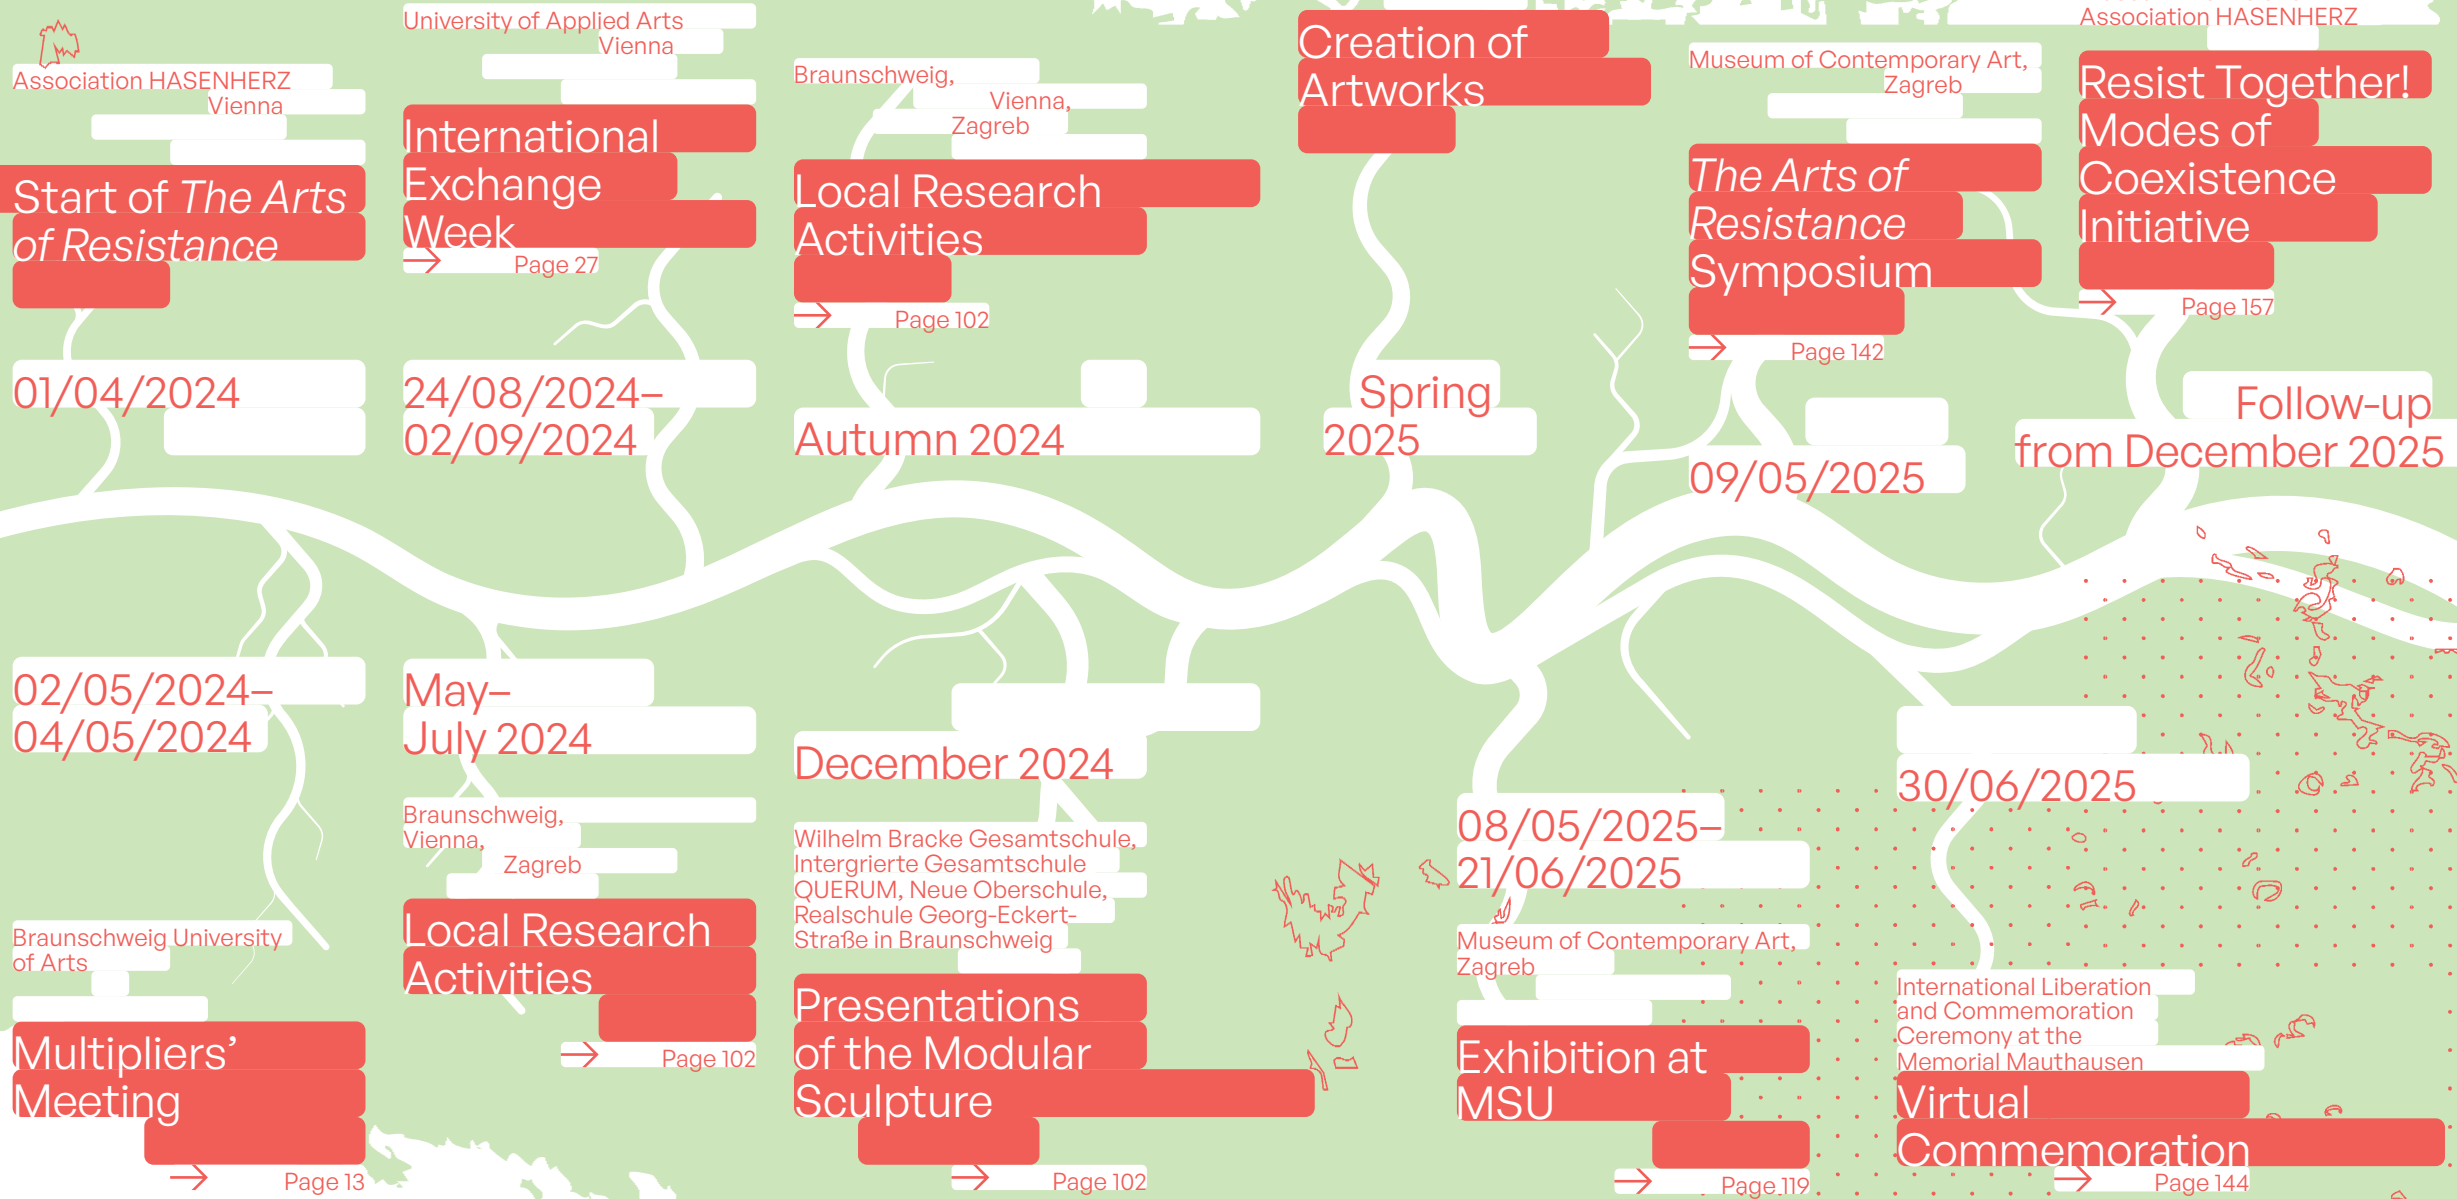 Association HASENHERZ
Vienna
Start of The Arts
of Resistance
01/04/2024
University of Applied Arts
Vienna
International
Exchange
Week
Page 27
24/08/2024–
02/09/2024
Braunschweig,
Vienna,
Zagreb
Local Research
Activities
Page 102
Autumn 2024
Creation of
Artworks
Spring
2025
Museum of Contemporary Art,
Zagreb
The Arts of
Resistance
Symposium
Page 142
09/05/2025
Association HASENHERZ
Resist Together!
Modes of
Coexistence
Initiative
Page 157
Follow-up
from December 2025
02/05/2024–
04/05/2024
Braunschweig University
of Arts
Multipliers’
Meeting
Page 13
May–
July 2024
Braunschweig,
Vienna,
Zagreb
Local Research
Activities
Page 102
December 2024
Wilhelm Bracke Gesamtschule,
Intergrierte Gesamtschule
QUERUM, Neue Oberschule,
Realschule Georg-Eckert-
Straße in Braunschweig
Presentations
of the Modular
Sculpture
Page 102
08/05/2025–
21/06/2025
Museum of Contemporary Art,
Zagreb
Exhibition at
MSU
Page 119
30/06/2025
International Liberation
and Commemoration
Ceremony at the
Memorial Mauthausen
Virtual
Commemoration
Page 144